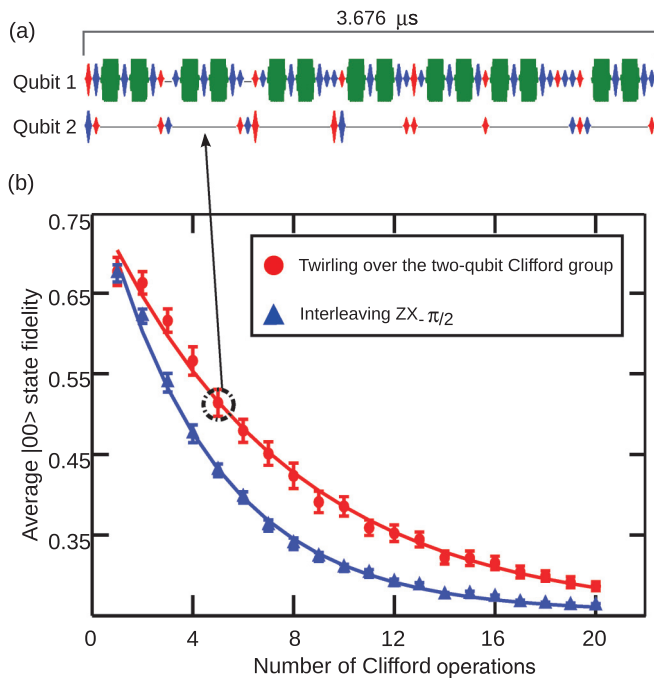 (a)
3.676 μs
Qubit 1
Qubit 2
(b)
0.75
0.65
0.55
0.45
0.35
Average |00> state fidelity
Twirling over the two-qubit Clifford group
Interleaving ZX-π/2
0 4 8 12 16 20
Number of Clifford operations